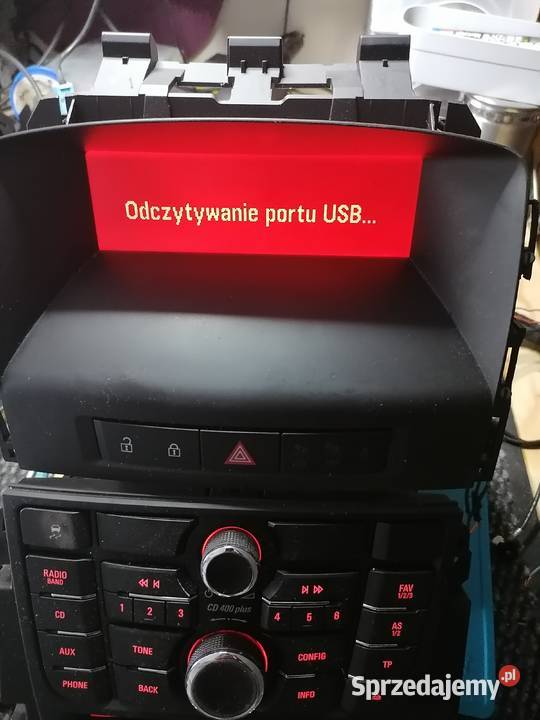 Odczytywanie portu USB...
RADIO
BAND
CD
AUX
PHONE
1 2 3
TONE
BACK
CD 400 plus
4 5 6
CONFIG
INFO
FAV
1/2/3
AS
1/2
TP
Sprzedajemy.pl